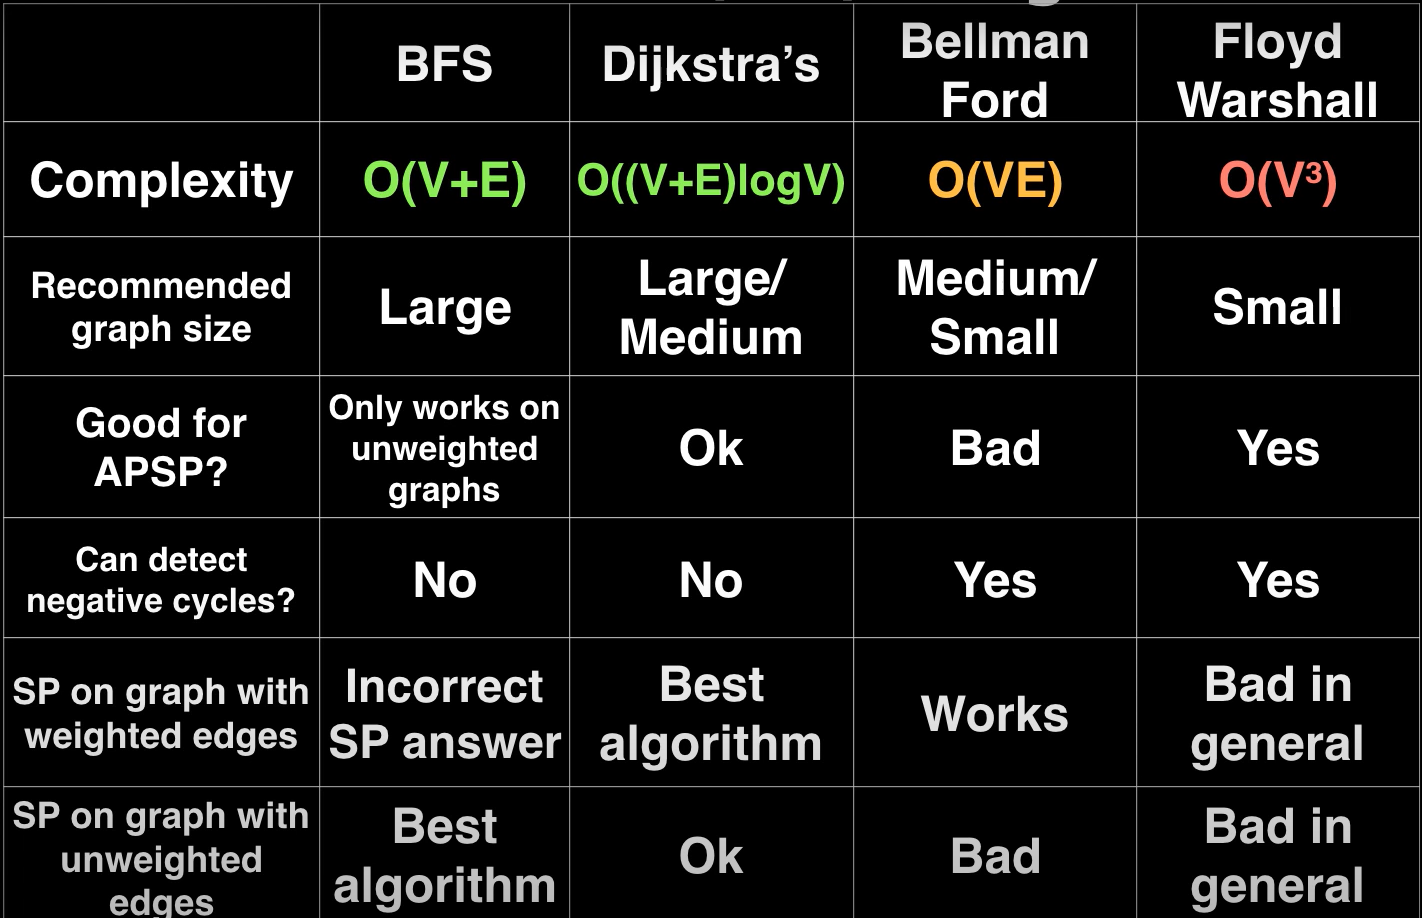 BFS
Dijkstra’s
Bellman
Ford
Floyd
Warshall
Complexity
O(V+E)
O((V+E)logV)
O(VE)
O(V³)
Recommended
graph size
Large
Large/
Medium
Medium/
Small
Small
Good for
APSP?
Only works on
unweighted
graphs
Ok
Bad
Yes
Can detect
negative cycles?
No
No
Yes
Yes
SP on graph with
weighted edges
Incorrect
SP answer
Best
algorithm
Works
Bad in
general
SP on graph with
unweighted
edges
Best
algorithm
Ok
Bad
Bad in
general